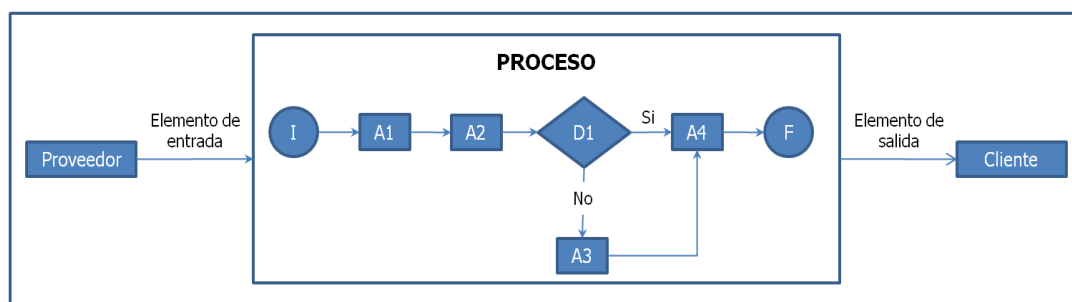 PROCESO
Proveedor
Elemento de
entrada
I
A1
A2
D1
Si
No
A3
A4
F
Elemento de
salida
Cliente